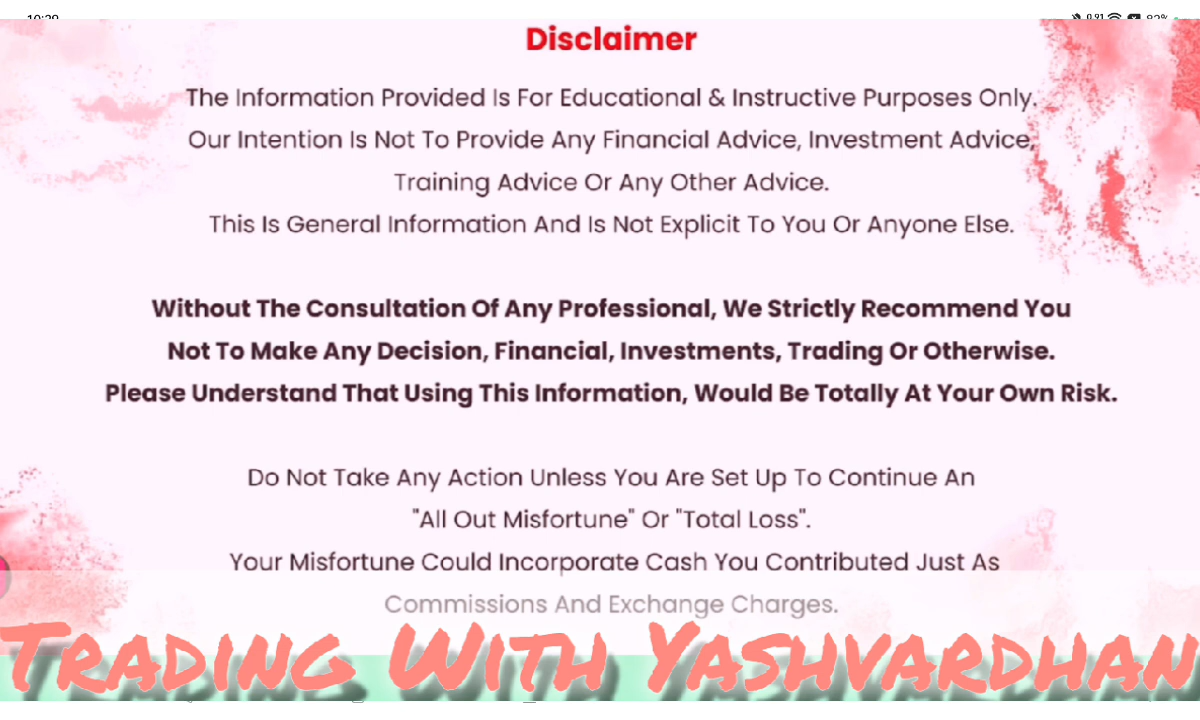 Disclaimer
The Information Provided Is For Educational & Instructive Purposes Only.
Our Intention Is Not To Provide Any Financial Advice, Investment Advice,
Training Advice Or Any Other Advice.
This Is General Information And Is Not Explicit To You Or Anyone Else.
Without The Consultation Of Any Professional, We Strictly Recommend You
Not To Make Any Decision, Financial, Investments, Trading Or Otherwise.
Please Understand That Using This Information, Would Be Totally At Your Own Risk.
Do Not Take Any Action Unless You Are Set Up To Continue An
"All Out Misfortune" Or "Total Loss".
Your Misfortune Could Incorporate Cash You Contributed Just As
Commissions And Exchange Charges.
Trading With Yashvardhan